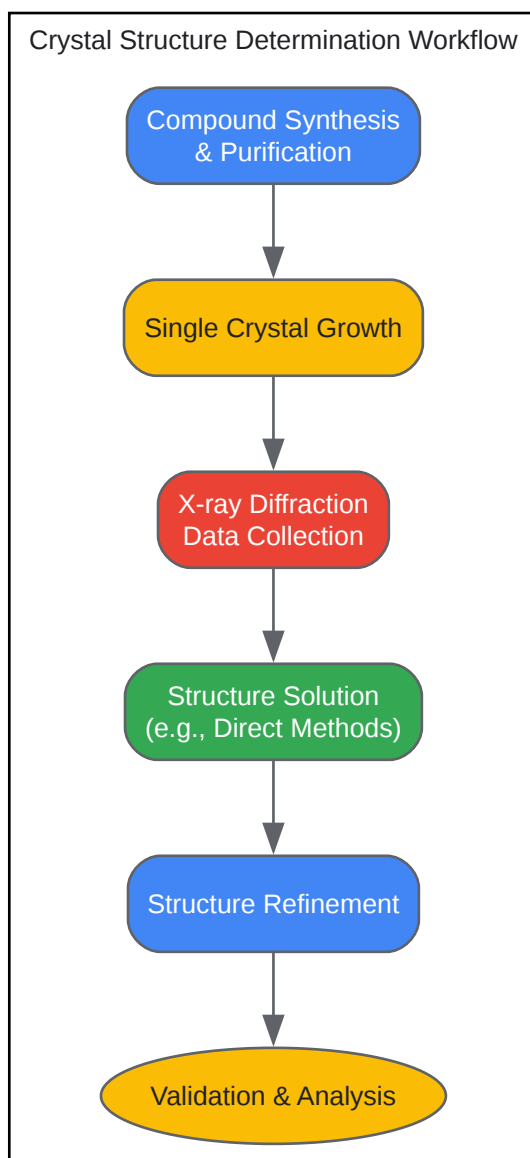 Crystal Structure Determination Workflow
Compound Synthesis
& Purification
Single Crystal Growth
X-ray Diffraction
Data Collection
Structure Solution
(e.g., Direct Methods)
Structure Refinement
Validation & Analysis